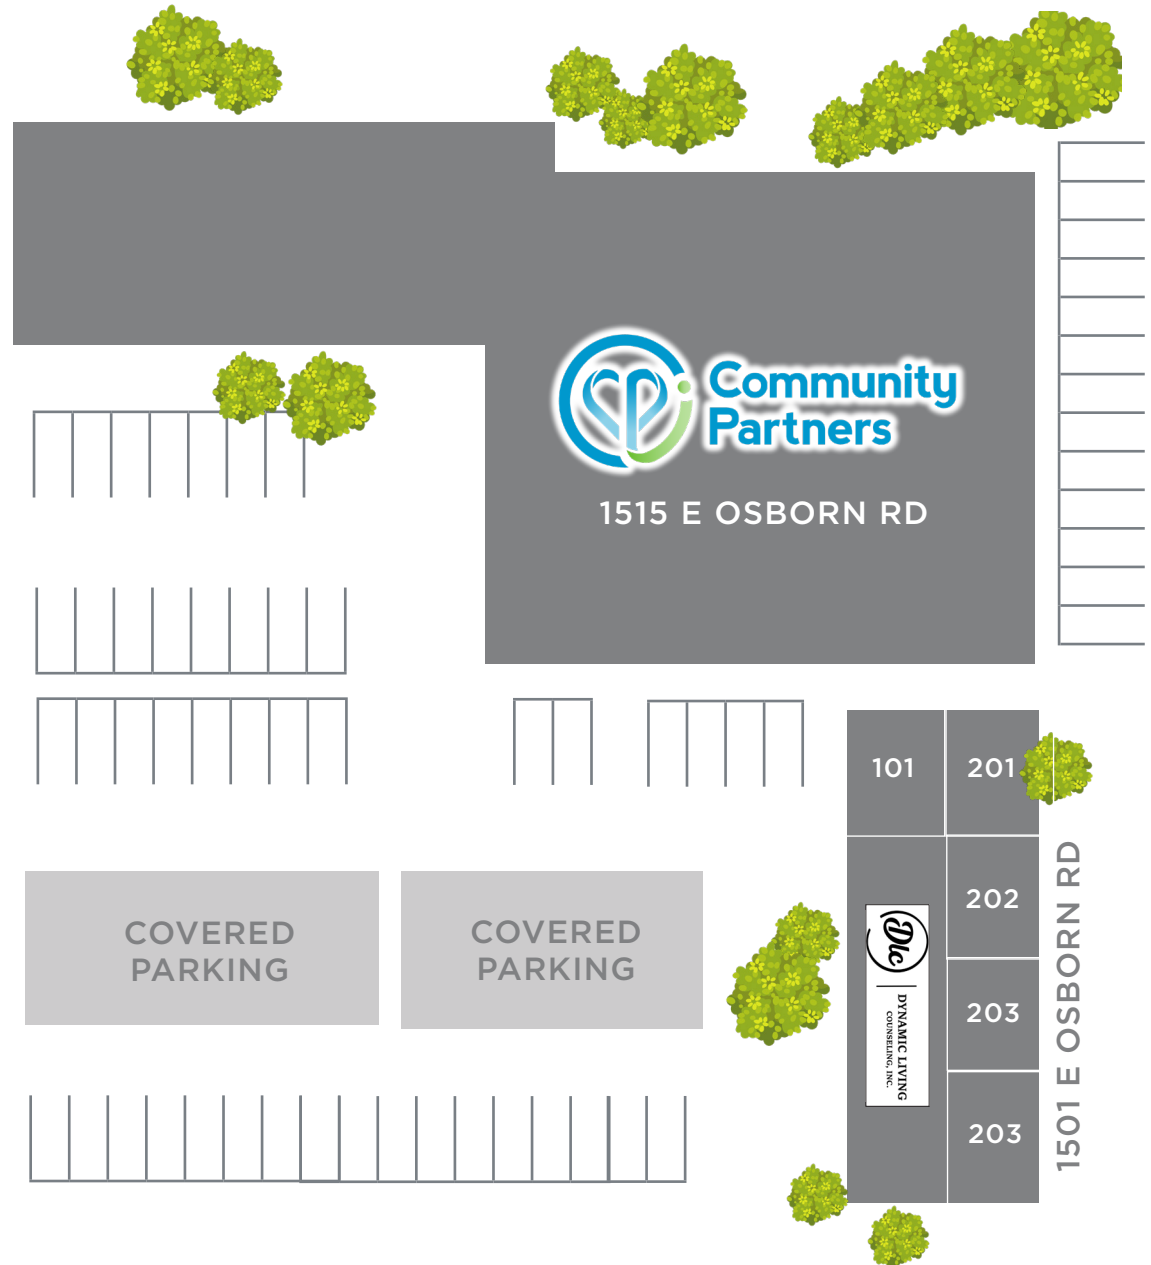 Community
Partners
1515 E OSBORN RD
101
201
202
203
203
1501 E OSBORN RD
COVERED
PARKING
COVERED
PARKING
Dlc
DYNAMIC LIVING
COUNSELING, INC.